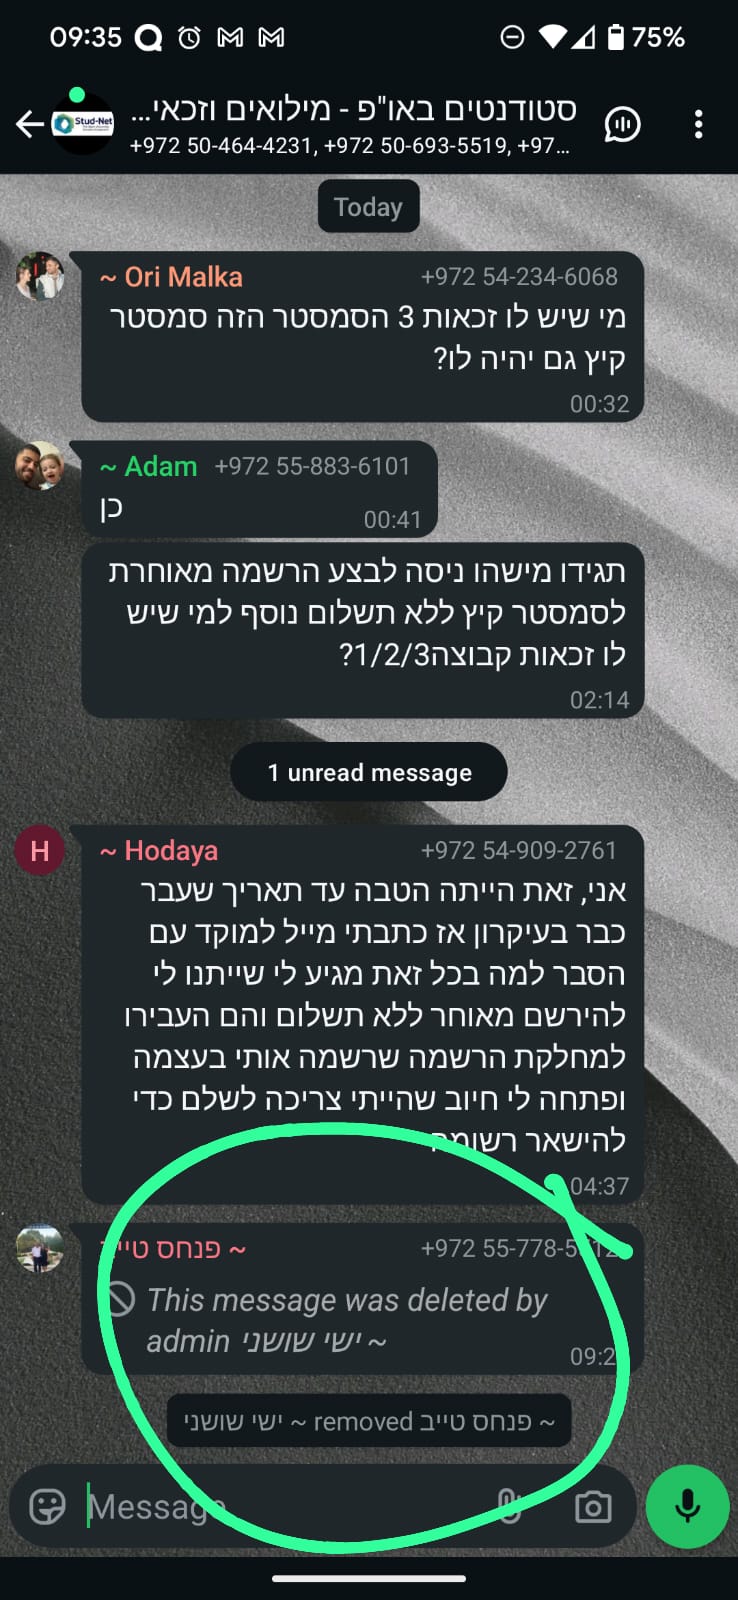 09:35
75%
סטודנטים באו"פ - מילואים וזכאי...
+972 50-464-4231, +972 50-693-5519, +97...
Stud-Net
Today
~ Ori Malka +972 54-234-6068
מי שיש לו זכאות 3 הסמסטר הזה סמסטר
קיץ גם יהיה לו?
00:32
~ Adam +972 55-883-6101
כן
00:41
תגידו מישהו ניסה לבצע הרשמה מאוחרת
לסמסטר קיץ ללא תשלום נוסף למי שיש
לו זכאות קבוצה1/2/3?
02:14
1 unread message
H
~ Hodaya +972 54-909-2761
אני, זאת הייתה הטבה עד תאריך שעבר
כבר בעיקרון אז כתבתי מייל למוקד עם
הסבר למה בכל זאת מגיע לי שייתנו לי
להירשם מאוחר ללא תשלום והם העבירו
למחלקת הרשמה שרשמה אותי בעצמה
ופתחה לי חיוב שהייתי צריכה לשלם כדי
להישאר
04:37
~ פנחס טייב +972 55-778-
This message was deleted by
admin ~ ישי שושני
~ ישי שושני removed ~ פנחס טייב
Message